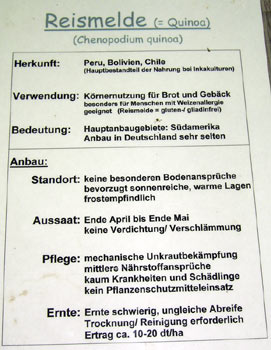 Reismelde (= Quinoa)
(Chenopodium quinoa)
Herkunft: Peru, Bolivien, Chile
(Hauptbestandteil der Nahrung bei Inkakulturen)
Verwendung: Körnernutzung für Brot und Gebäck
besonders für Menschen mit Weizenallergie
geeignet (Reismelde = gluten-/ gliadinfrei)
Bedeutung: Hauptanbaugebiete: Südamerika
Anbau in Deutschland sehr selten
Anbau:
Standort: keine besonderen Bodenansprüche
bevorzugt sonnenreiche, warme Lagen
frostempfindlich
Aussaat: Ende April bis Ende Mai
keine Verdichtung/ Verschlämmung
Pflege: mechanische Unkrautbekämpfung
mittlere Nährstoffansprüche
kaum Krankheiten und Schädlinge
kein Pflanzenschutzmitteleinsatz
Ernte: Ernte schwierig, ungleiche Abreife
Trocknung/ Reinigung erforderlich
Ertrag ca. 10-20 dt/ha